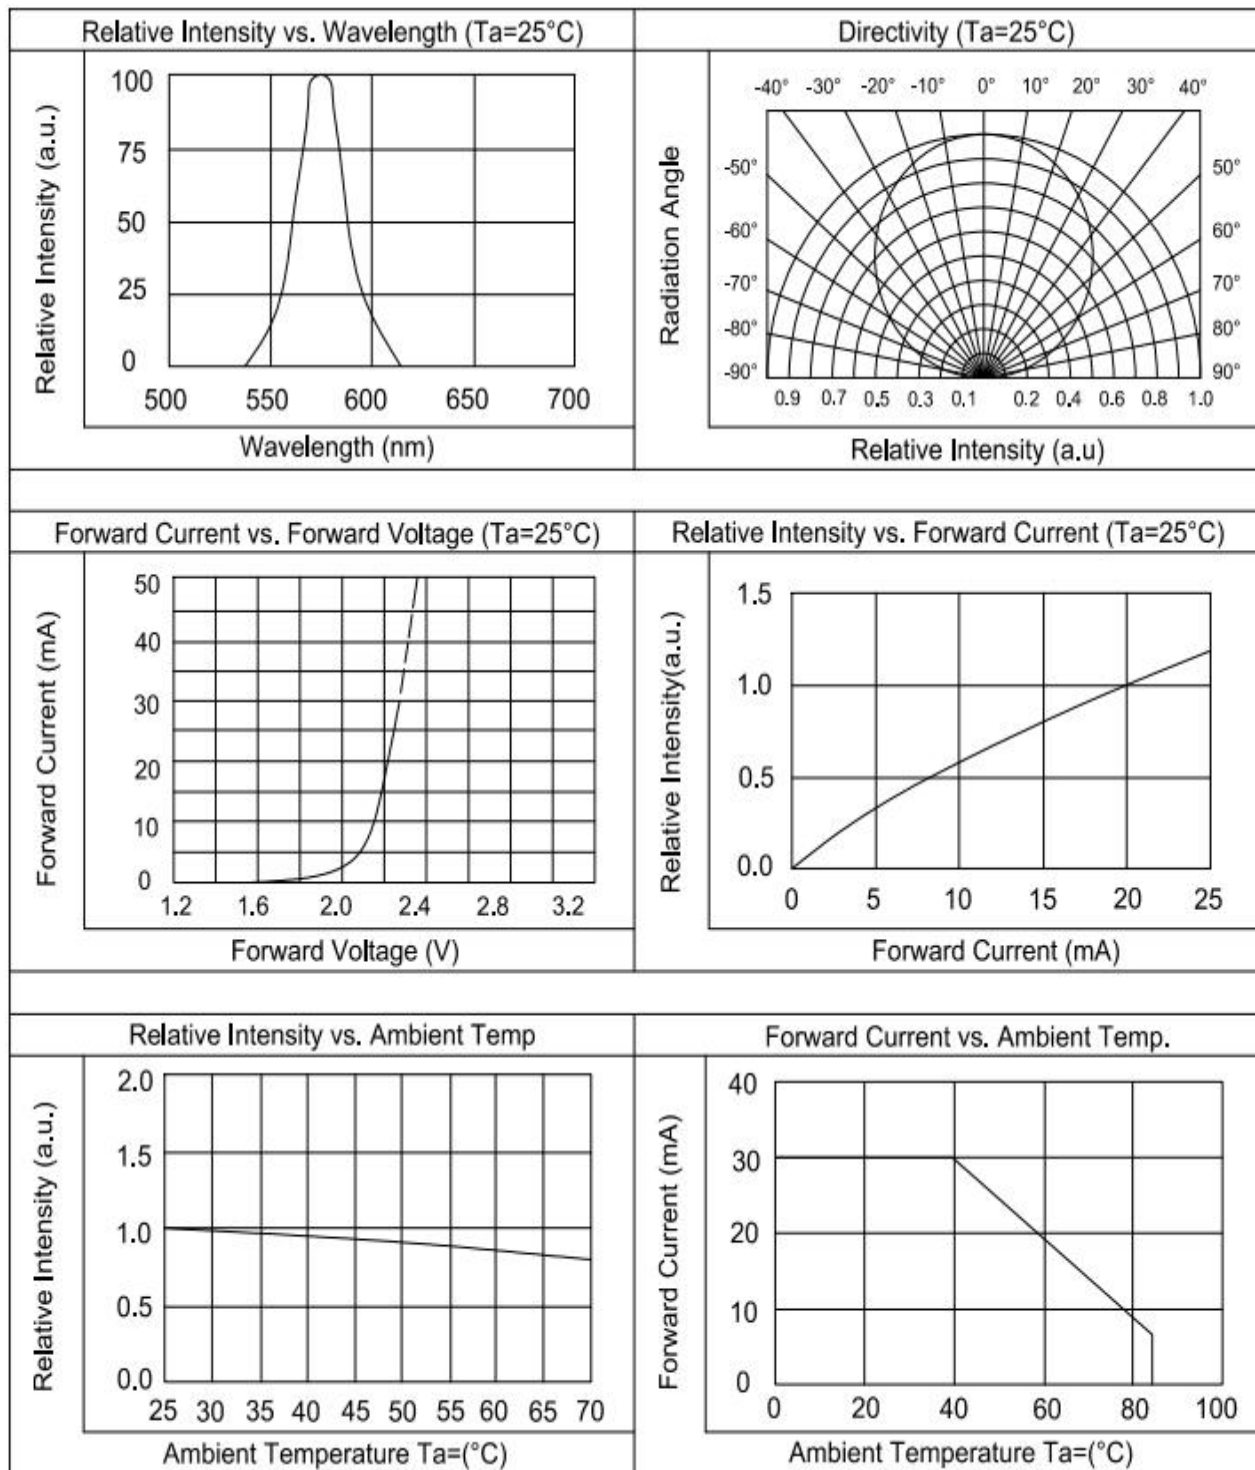 Relative Intensity vs. Wavelength (Ta=25°C)
Relative Intensity (a.u.)
100
75
50
25
0
500 550 600 650 700
Wavelength (nm)
Directivity (Ta=25°C)
Radiation Angle
-40° -30° -20° -10° 0° 10° 20° 30° 40°
-50° 50°
-60° 60°
-70° 70°
-80° 80°
-90° 90°
0.9 0.7 0.5 0.3 0.1 0.2 0.4 0.6 0.8 1.0
Relative Intensity (a.u)
Forward Current vs. Forward Voltage (Ta=25°C)
Forward Current (mA)
50
40
30
20
10
0
1.2 1.6 2.0 2.4 2.8 3.2
Forward Voltage (V)
Relative Intensity vs. Forward Current (Ta=25°C)
Relative Intensity(a.u.)
1.5
1.0
0.5
0.0
0 5 10 15 20 25
Forward Current (mA)
Relative Intensity vs. Ambient Temp
Relative Intensity (a.u.)
2.0
1.5
1.0
0.5
0.0
25 30 35 40 45 50 55 60 65 70
Ambient Temperature Ta=(°C)
Forward Current vs. Ambient Temp.
Forward Current (mA)
40
30
20
10
0
0 20 40 60 80 100
Ambient Temperature Ta=(°C)